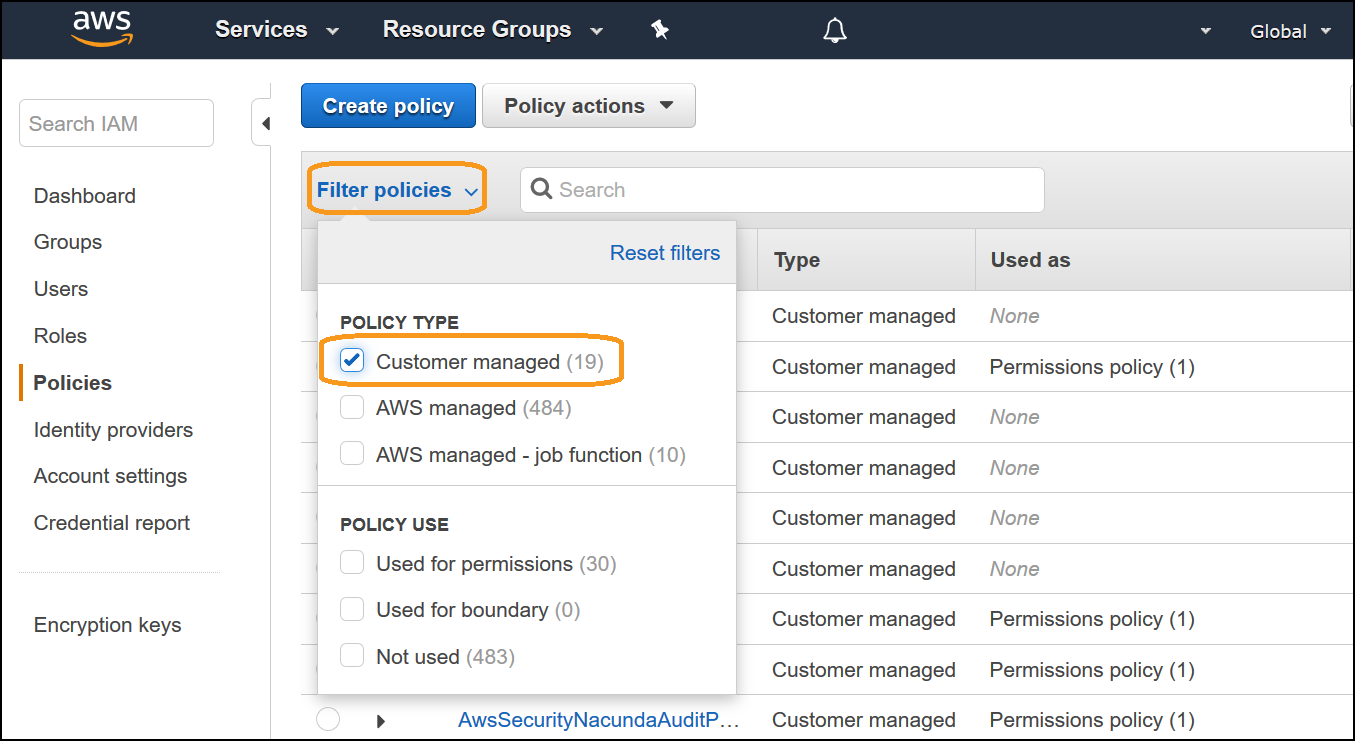 aws
Services
Resource Groups
Global
Search IAM
Dashboard
Groups
Users
Roles
Policies
Identity providers
Account settings
Credential report
Encryption keys
Create policy
Policy actions
Filter policies
Search
Reset filters
POLICY TYPE
Customer managed (19)
AWS managed (484)
AWS managed - job function (10)
POLICY USE
Used for permissions (30)
Used for boundary (0)
Not used (483)
Type Used as
Customer managed None
Customer managed Permissions policy (1)
Customer managed None
Customer managed None
Customer managed None
Customer managed None
Customer managed Permissions policy (1)
Customer managed Permissions policy (1)
AwsSecurityNacundaAuditP… Customer managed Permissions policy (1)